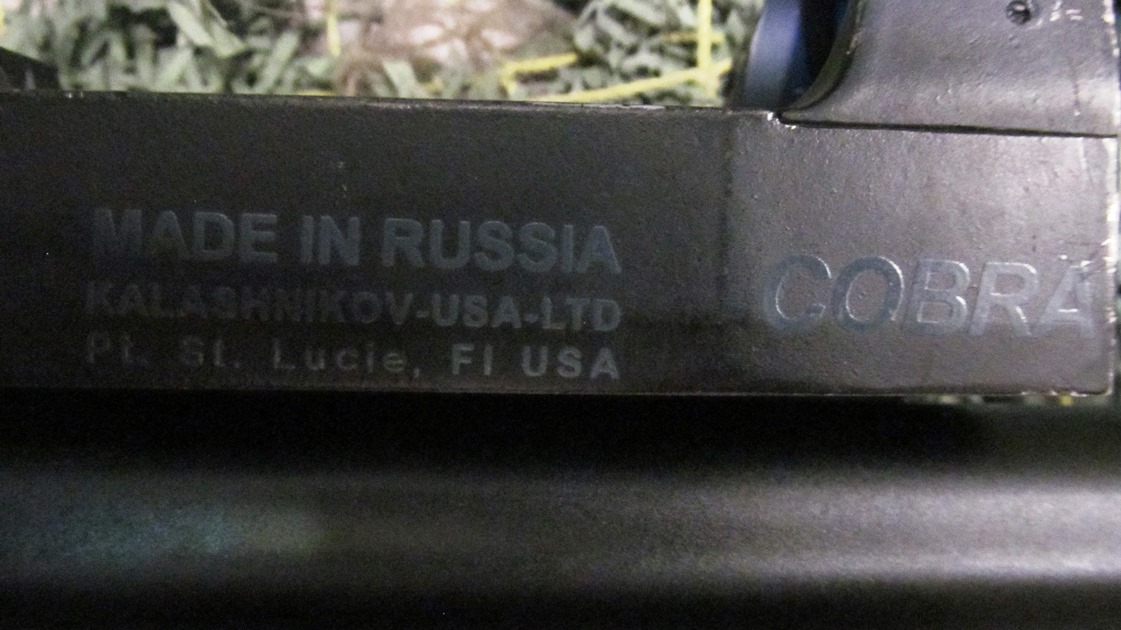 MADE IN RUSSIA
KALASHNIKOV-USA-LTD
Pt. St. Lucie, Fl USA
COBRA